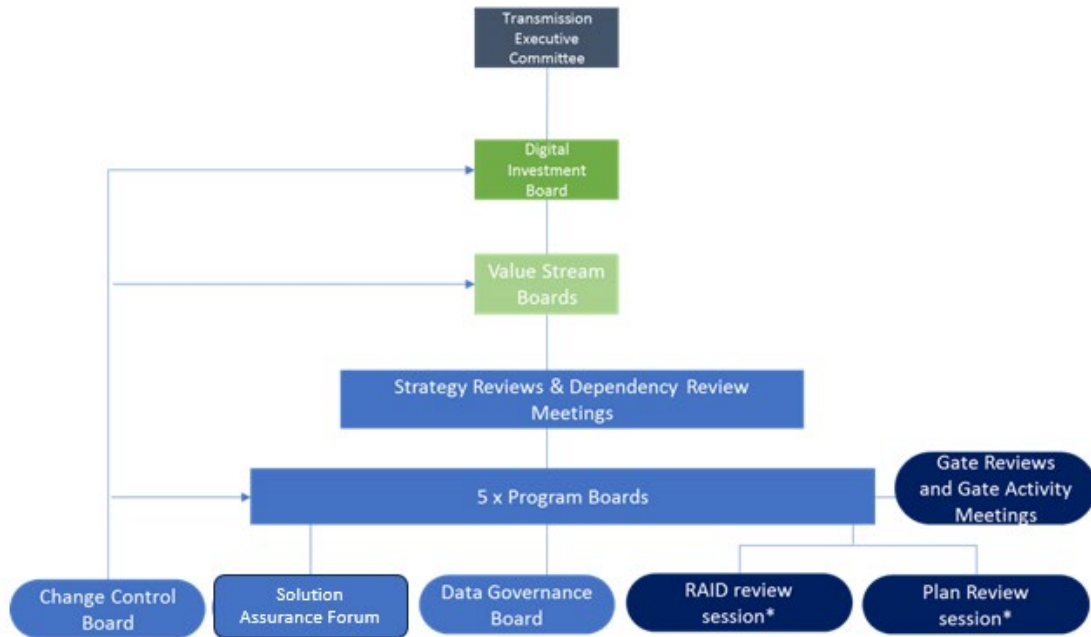 Transmission
Executive
Committee
Digital
Investment
Board
Value Stream
Boards
Strategy Reviews & Dependency Review
Meetings
5 x Program Boards
Gate Reviews
and Gate Activity
Meetings
Change Control
Board
Solution
Assurance Forum
Data Governance
Board
RAID review
session*
Plan Review
session*